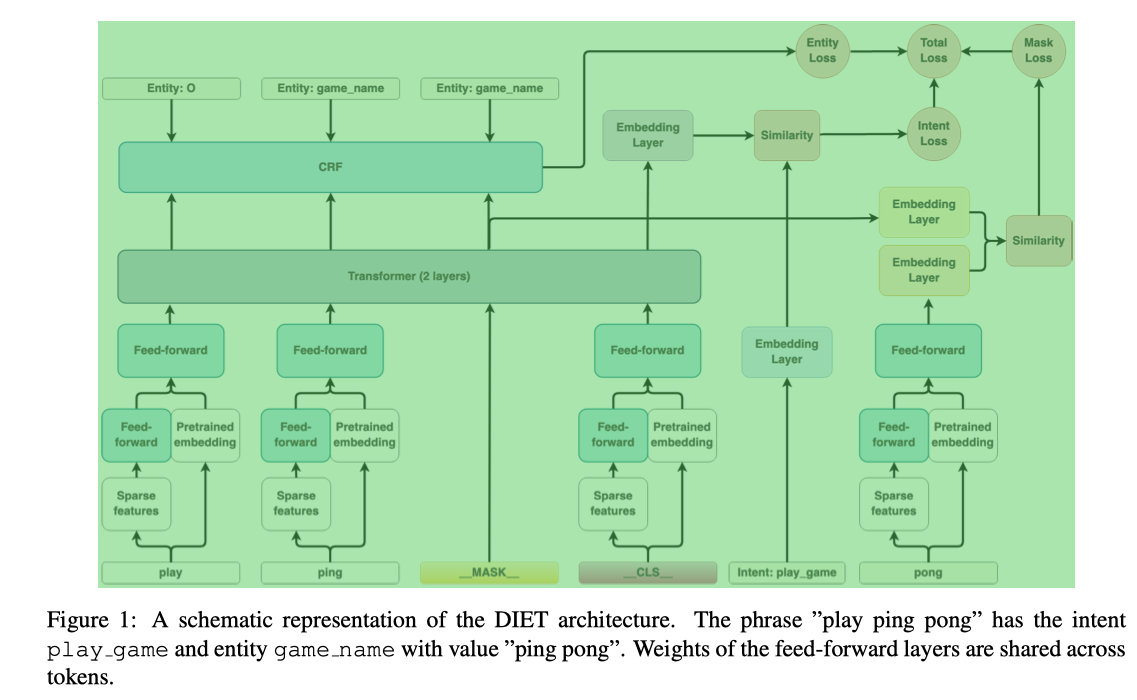 Entity
Loss
Total
Loss
Mask
Loss
Entity: O
Entity: game_name
Entity: game_name
Embedding
Layer
Similarity
Intent
Loss
CRF
Embedding
Layer
Similarity
Embedding
Layer
Transformer (2 layers)
Feed-forward
Feed-forward
Feed-forward
Embedding
Layer
Feed-forward
Feed-
forward
Pretrained
embedding
Feed-
forward
Pretrained
embedding
Feed-
forward
Pretrained
embedding
Feed-
forward
Pretrained
embedding
Sparse
features
Sparse
features
Sparse
features
Sparse
features
play
ping
__MASK__
__CLS__
Intent: play_game
pong
Figure 1: A schematic representation of the DIET architecture. The phrase ”play ping pong” has the intent
play_game and entity game_name with value ”ping pong”. Weights of the feed-forward layers are shared across
tokens.